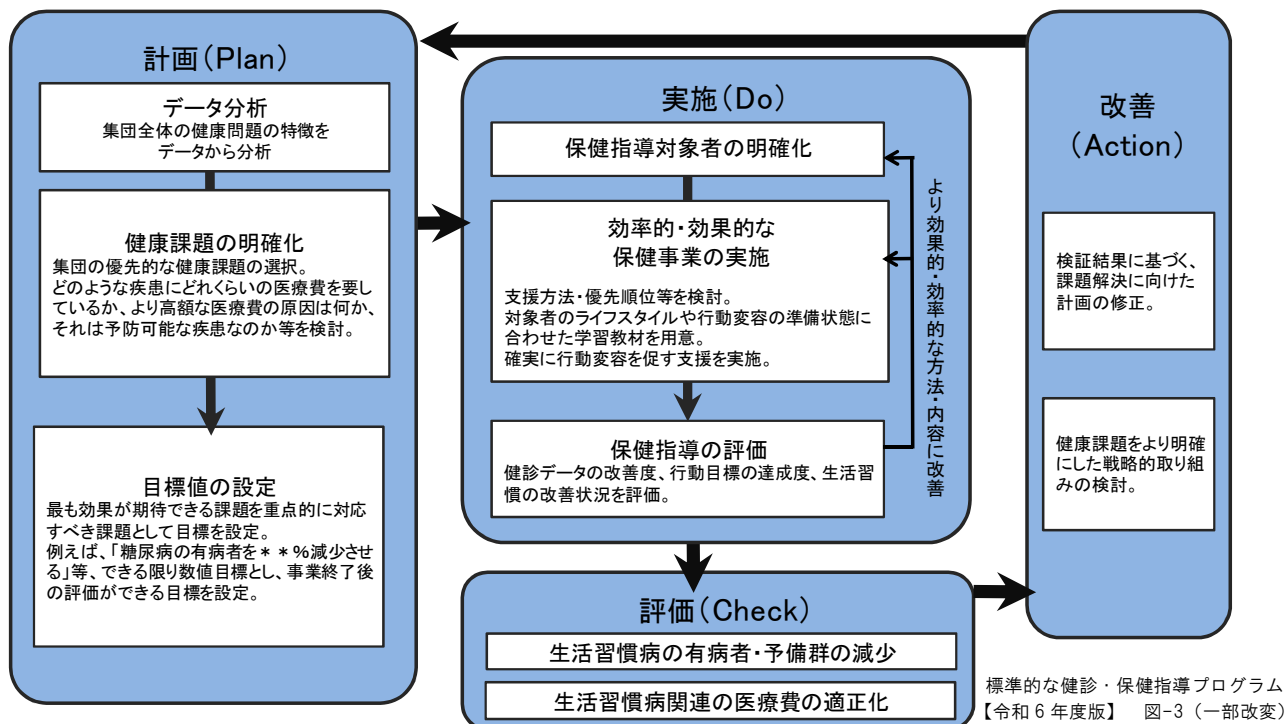 計画(Plan)
データ分析
集団全体の健康問題の特徴を
データから分析
健康課題の明確化
集団の優先的な健康課題の選択。
どのような疾患にどれくらいの医療費を要し
ているか、より高額な医療費の原因は何か、
それは予防可能な疾患なのか等を検討。
目標値の設定
最も効果が期待できる課題を重点的に対応
すべき課題として目標を設定。
例えば、「糖尿病の有病者を＊＊%減少させ
る」等、できる限り数値目標とし、事業終了後
の評価ができる目標を設定。
実施(Do)
保健指導対象者の明確化
効率的・効果的な
保健事業の実施
支援方法・優先順位等を検討。
対象者のライフスタイルや行動変容の準備状態に
合わせた学習教材を用意。
確実に行動変容を促す支援を実施。
保健指導の評価
健診データの改善度、行動目標の達成度、生活習
慣の改善状況を評価。
より効果的・効率的な方法・内容に改善
評価(Check)
生活習慣病の有病者・予備群の減少
生活習慣病関連の医療費の適正化
改善
(Action)
検証結果に基づく、
課題解決に向けた
計画の修正。
健康課題をより明確
にした戦略的取り組
みの検討。
標準的な健診・保健指導プログラム
【令和6年度版】 図-3（一部改変）